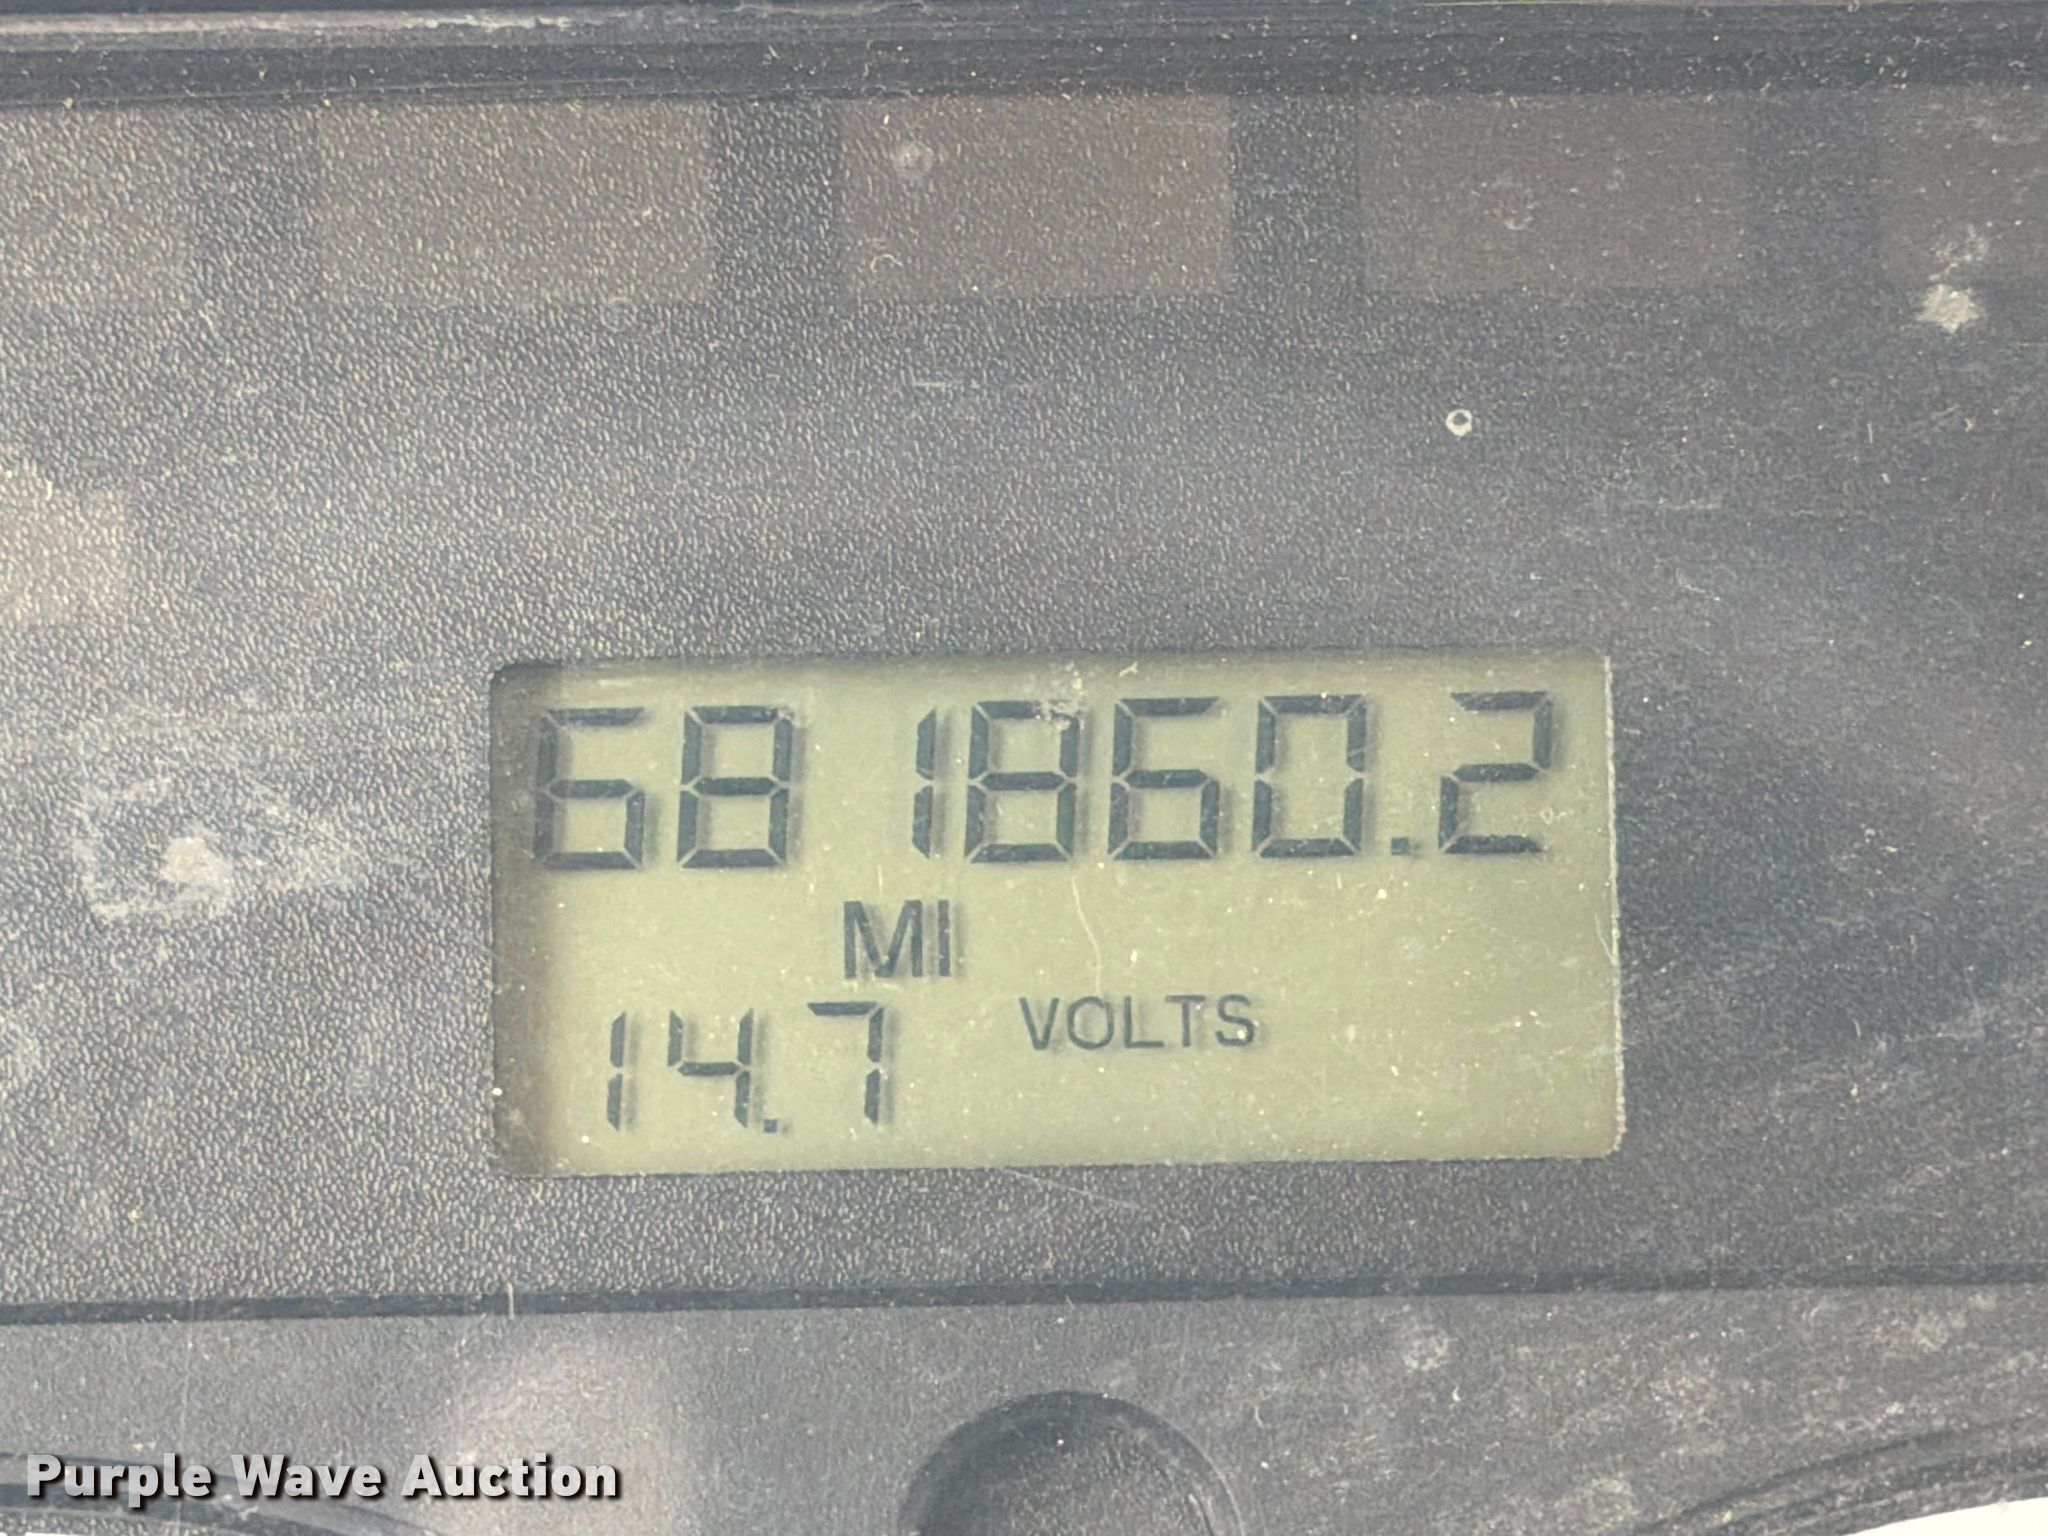 681860.2
MI
14.7 VOLTS
Purple Wave Auction